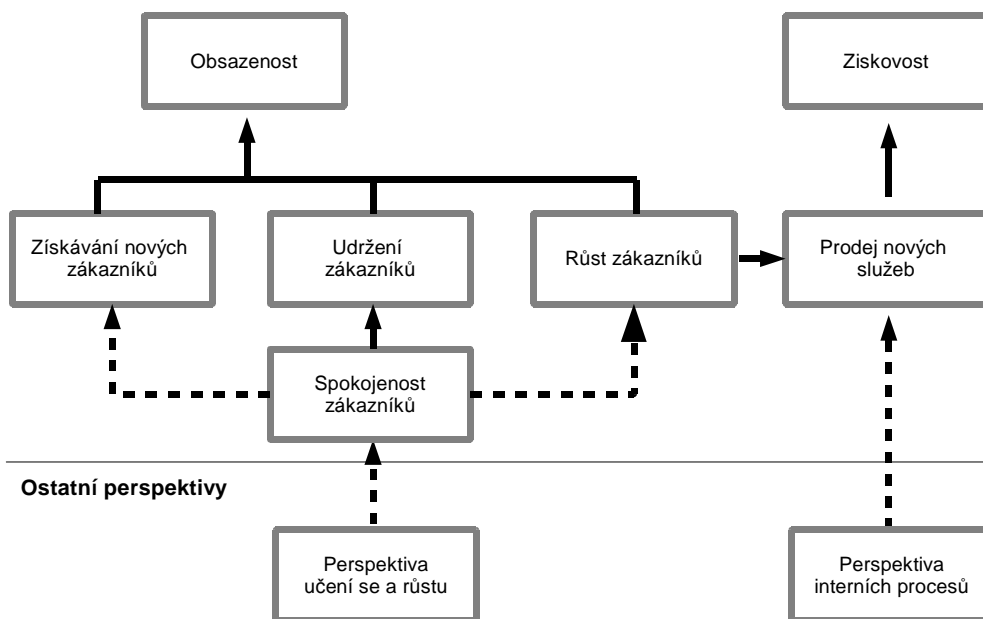 Obsazenost
Ziskovost
Získávání nových
zákazníků
Udržení
zákazníků
Růst zákazníků
Prodej nových
služeb
Spokojenost
zákazníků
Ostatní perspektivy
Perspektiva
učení se a růstu
Perspektiva
interních procesů